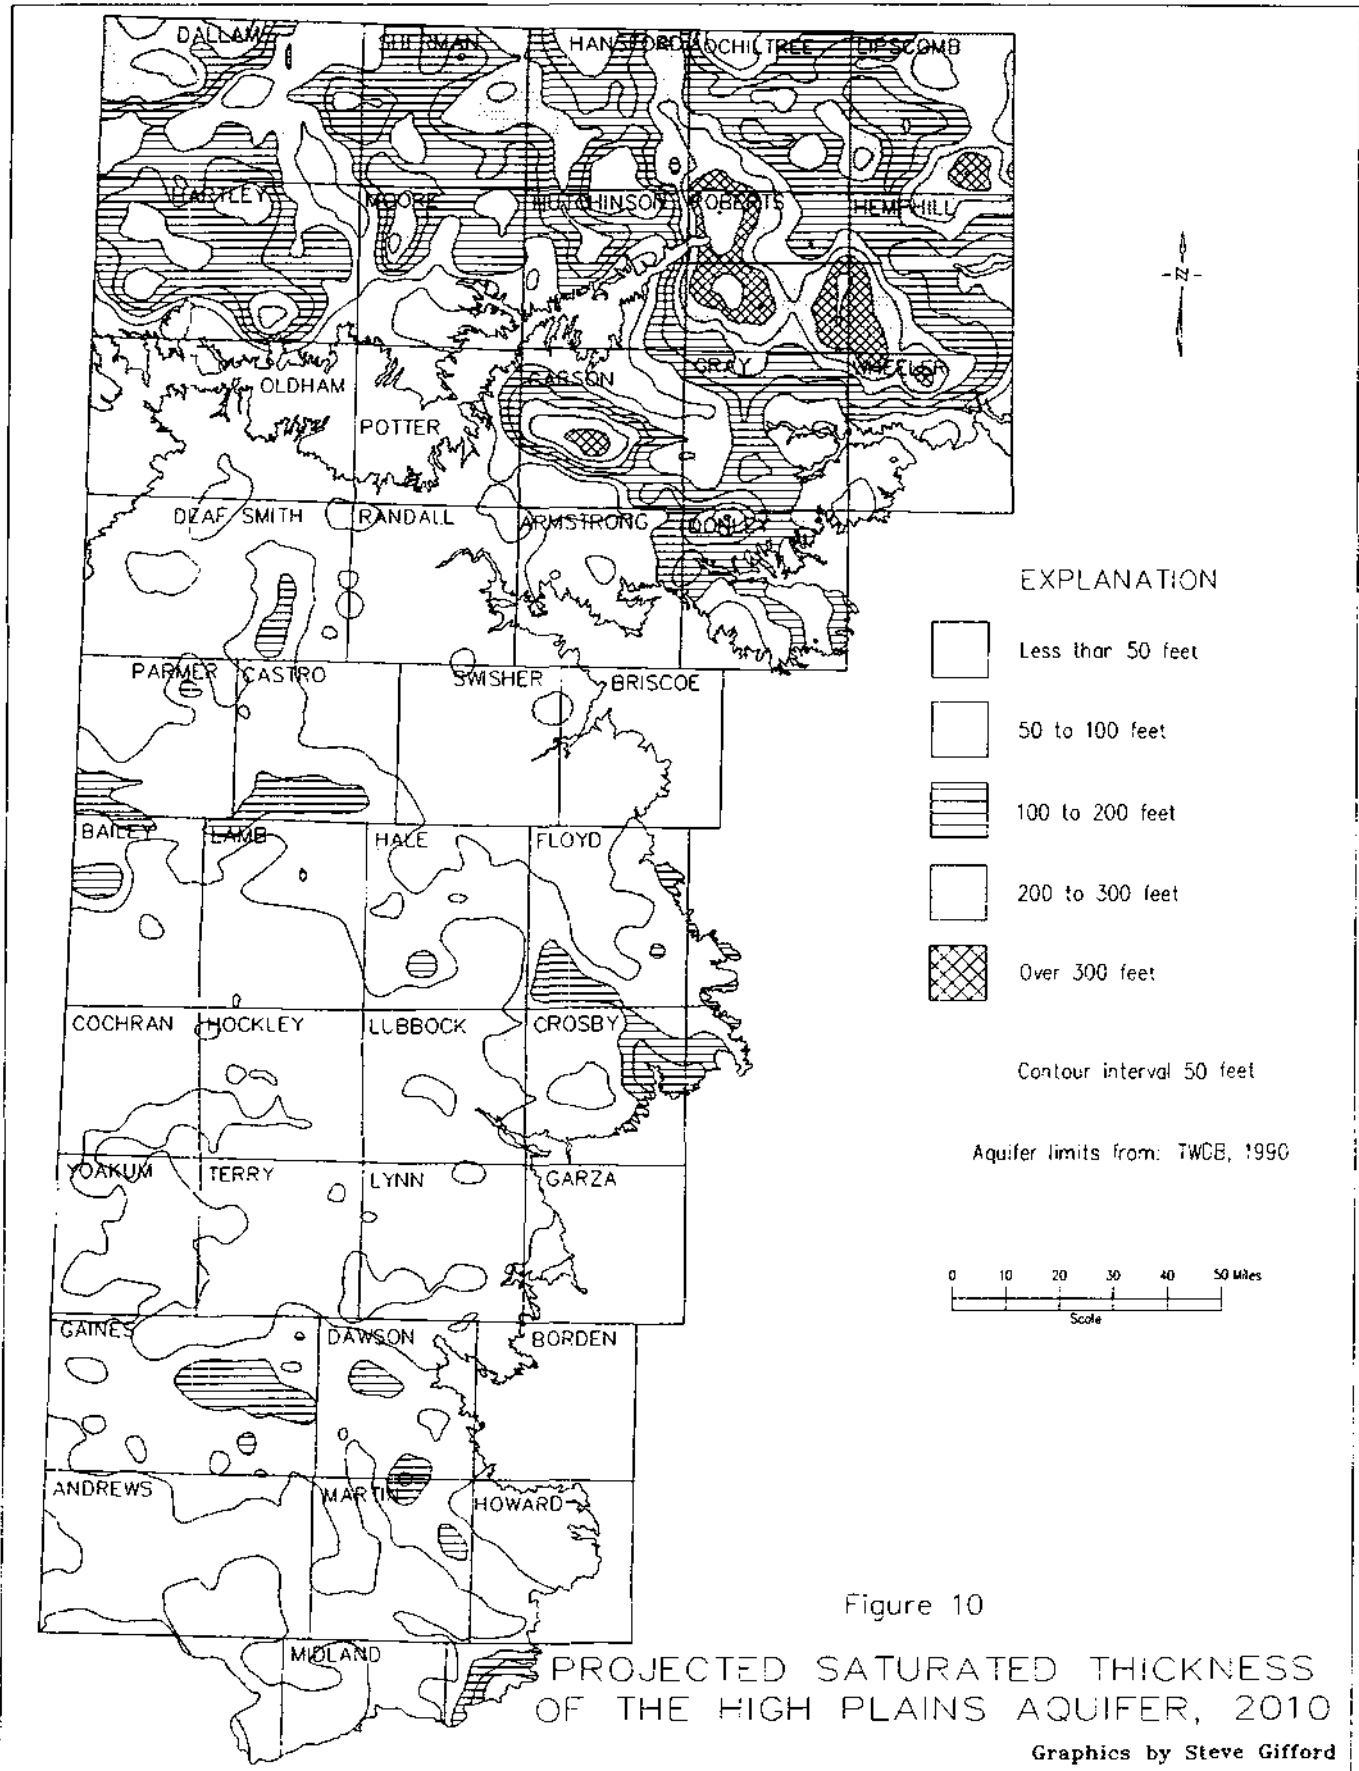 DALLAM SHERMAN HANSFORD OCHILTREE LIPSCOMB
HARTLEY MOORE HUTCHINSON ROBERTS HEMPHILL
OLDHAM POTTER CARSON GRAY WHEELER
DEAF SMITH RANDALL ARMSTRONG DONLEY
PARMER CASTRO SWISHER BRISCOE
BAILEY LAMB HALE FLOYD
COCHRAN HOCKLEY LUBBOCK CROSBY
YOAKUM TERRY LYNN GARZA
GAINES DAWSON BORDEN
ANDREWS MARTIN HOWARD
MIDLAND
N
EXPLANATION
Less than 50 feet
50 to 100 feet
100 to 200 feet
200 to 300 feet
Over 300 feet
Contour interval 50 feet
Aquifer limits from: TWDB, 1990
0 10 20 30 40 50 Miles
Scale
Figure 10
PROJECTED SATURATED THICKNESS
OF THE HIGH PLAINS AQUIFER, 2010
Graphics by Steve Gifford